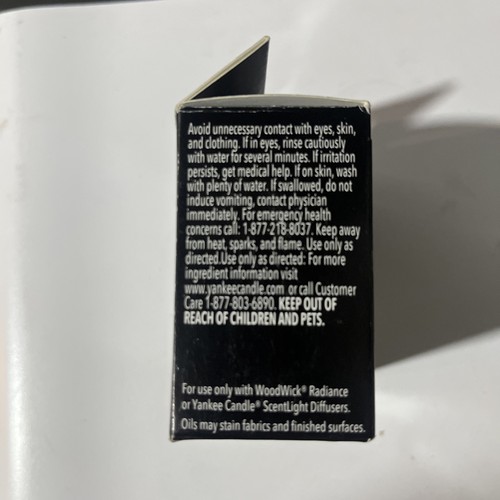 Avoid unnecessary contact with eyes, skin,
and clothing. If in eyes, rinse cautiously
with water for several minutes. If irritation
persists, get medical help. If on skin, wash
with plenty of water. If swallowed, do not
induce vomiting, contact physician
immediately. For emergency health
concerns call: 1-877-218-8037. Keep away
from heat, sparks, and flame. Use only as
directed.Use only as directed: For more
ingredient information visit
www.yankeecandle.com or call Customer
Care 1-877-803-6890. KEEP OUT OF
REACH OF CHILDREN AND PETS.
For use only with WoodWick® Radiance
or Yankee Candle® ScentLight Diffusers.
Oils may stain fabrics and finished surfaces.